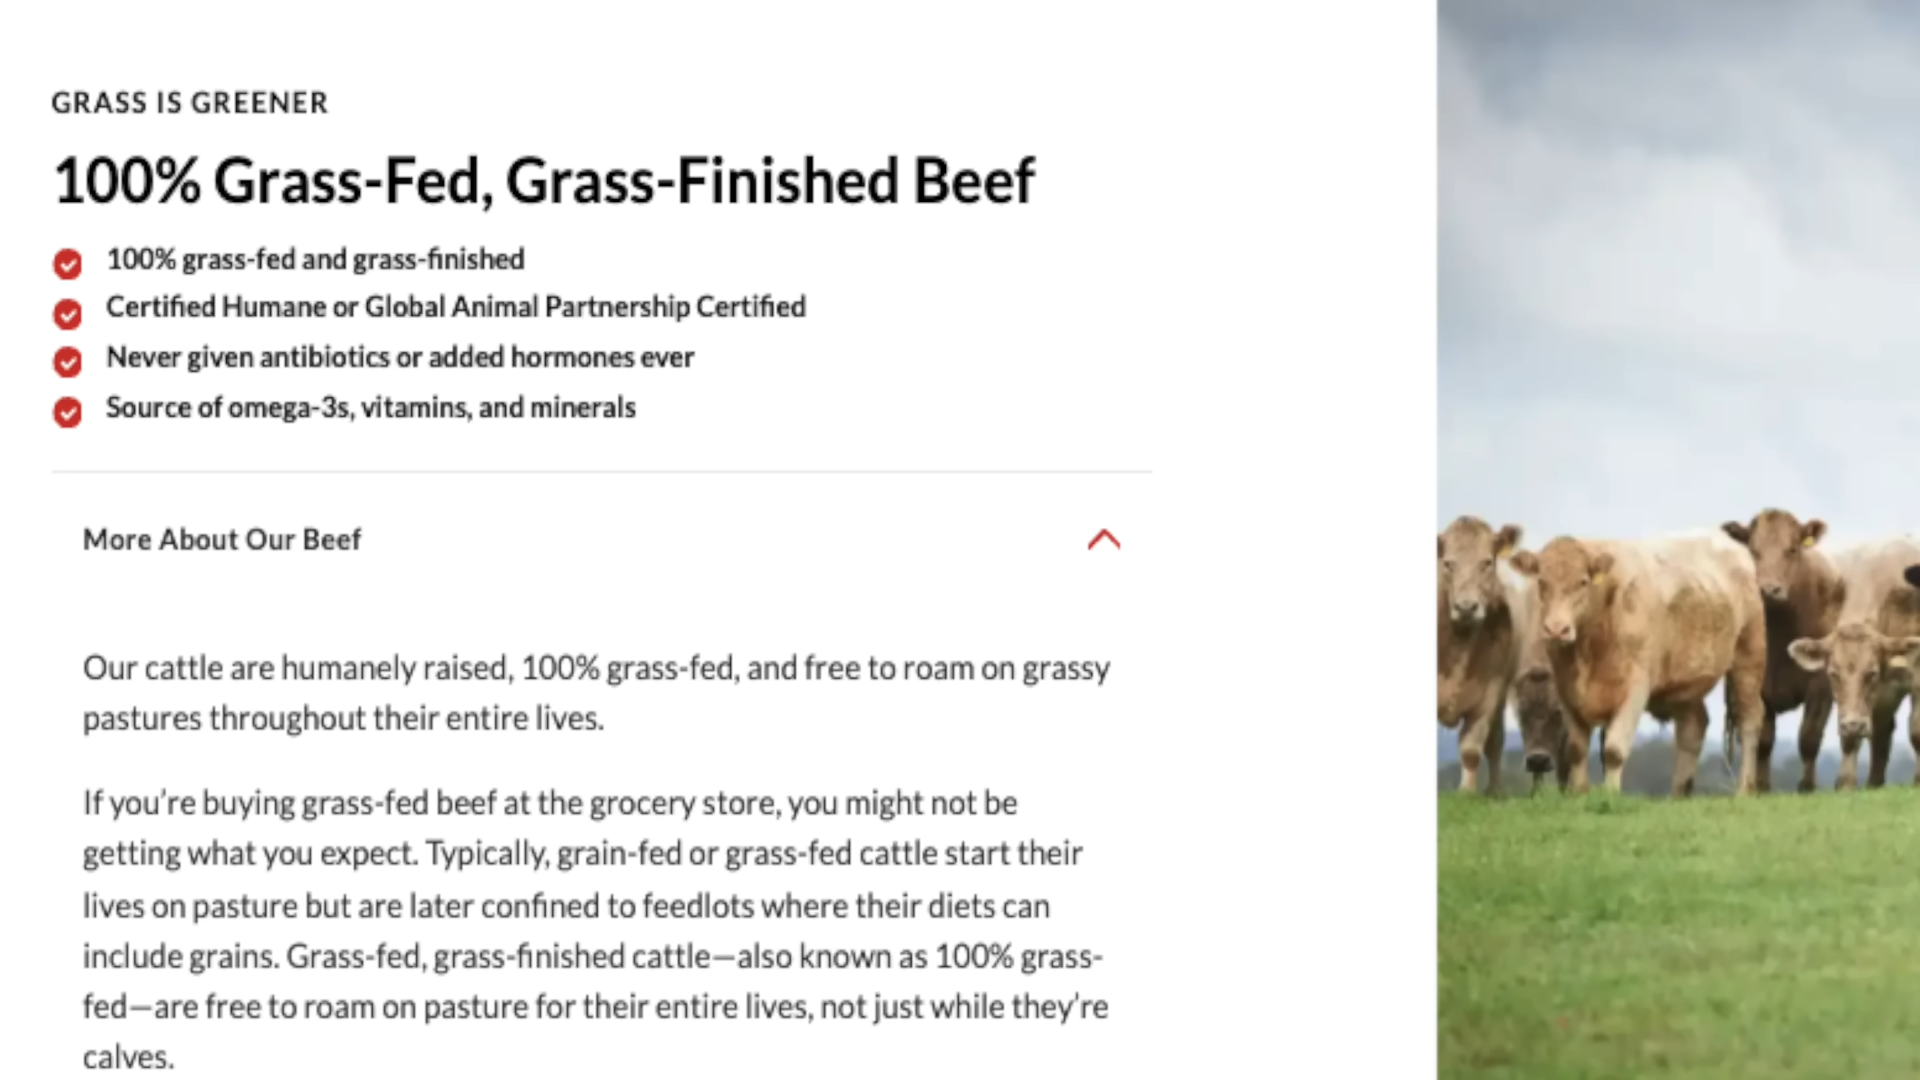 GRASS IS GREENER
100% Grass-Fed, Grass-Finished Beef
100% grass-fed and grass-finished
Certified Humane or Global Animal Partnership Certified
Never given antibiotics or added hormones ever
Source of omega-3s, vitamins, and minerals
More About Our Beef
Our cattle are humanely raised, 100% grass-fed, and free to roam on grassy
pastures throughout their entire lives.
If you’re buying grass-fed beef at the grocery store, you might not be
getting what you expect. Typically, grain-fed or grass-fed cattle start their
lives on pasture but are later confined to feedlots where their diets can
include grains. Grass-fed, grass-finished cattle—also known as 100% grass-
fed—are free to roam on pasture for their entire lives, not just while they’re
calves.